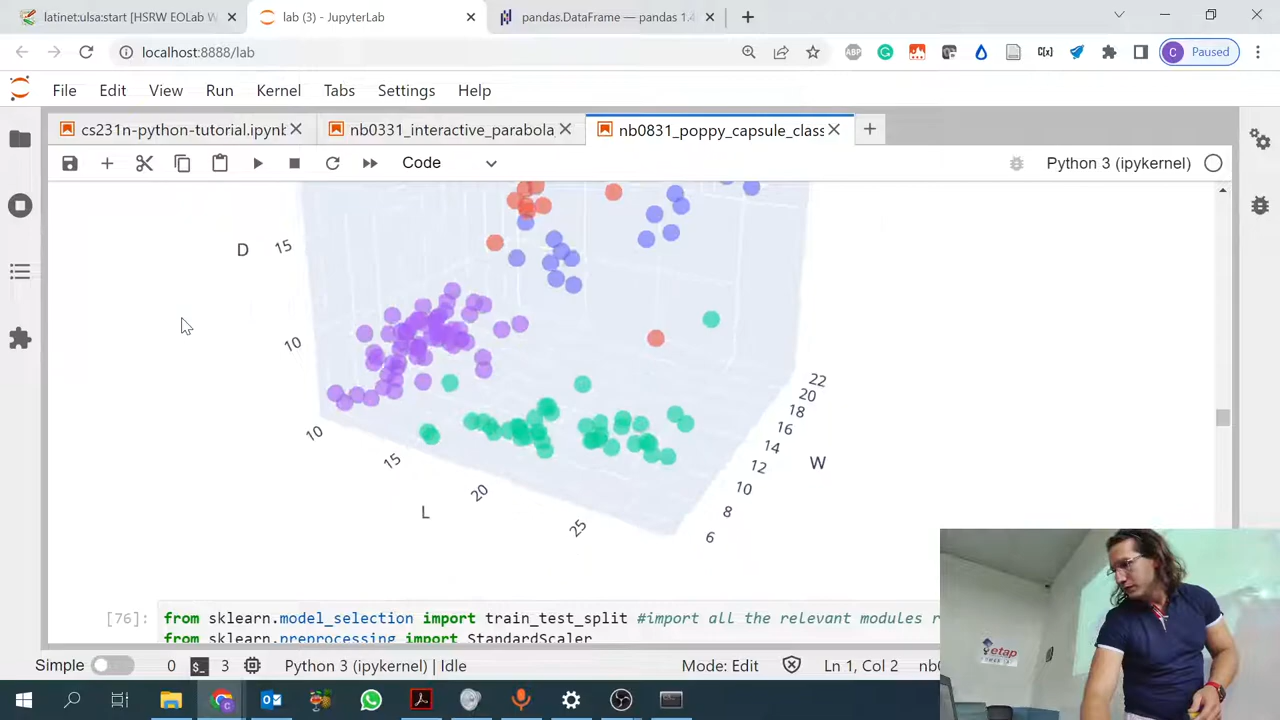 latinet:ulsa:start [HSRW EOLab W
lab (3) - JupyterLab
pandas.DataFrame — pandas 1.4
localhost:8888/lab
ABP
C[x]
C
Paused
File
Edit
View
Run
Kernel
Tabs
Settings
Help
cs231n-python-tutorial.ipynb
nb0331_interactive_parabola
nb0831_poppy_capsule_class
Code
Python 3 (ipykernel)
D
15
10
10
15
20
25
L
22
20
18
16
14
12
10
8
6
W
etap
[76]:
from sklearn.model_selection import train_test_split #import all the relevant modules r
from sklearn.preprocessing import StandardScaler
Simple
0
3
Python 3 (ipykernel) | Idle
Mode: Edit
Ln 1, Col 2